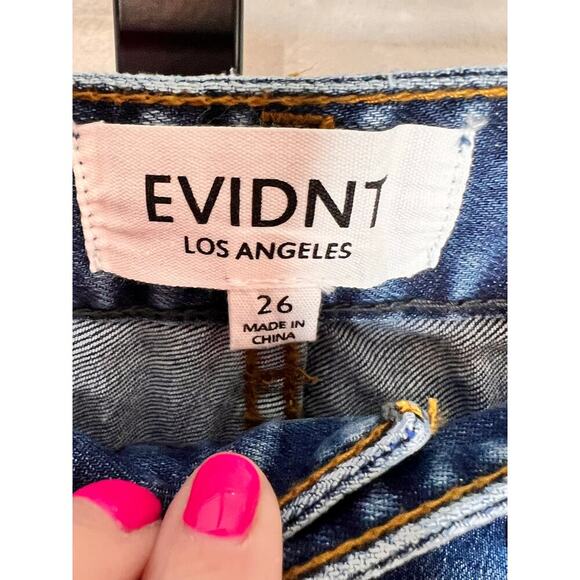 EVIDNT
LOS ANGELES
26
MADE IN
CHINA